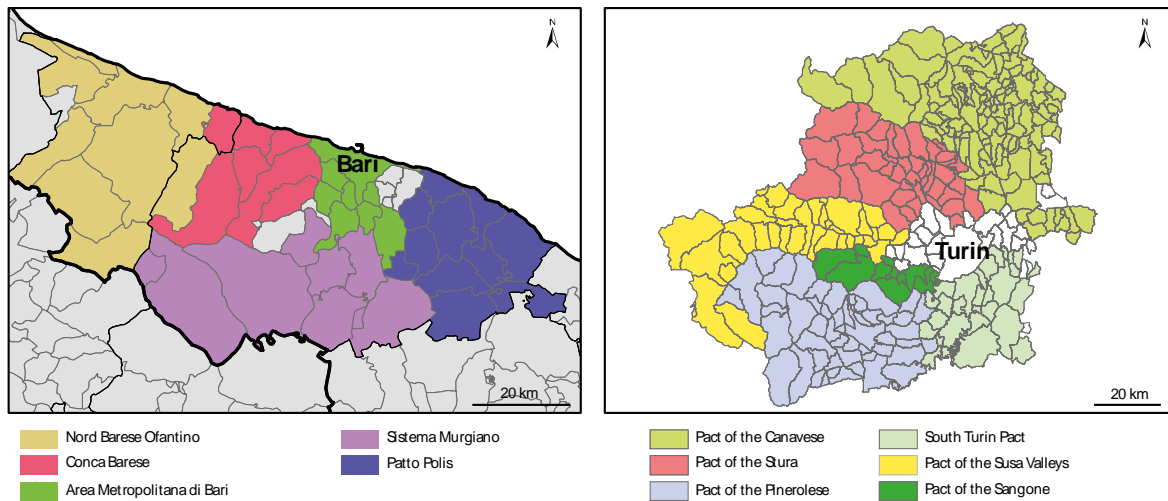 N
Bari
20 km
N
Turin
20 km
Nord Barese Ofantino
Conca Barese
Area Metropolitana di Bari
Sistema Murgiano
Patto Polis
Pact of the Canavese
Pact of the Stura
Pact of the Pinerolese
South Turin Pact
Pact of the Susa Valleys
Pact of the Sangone